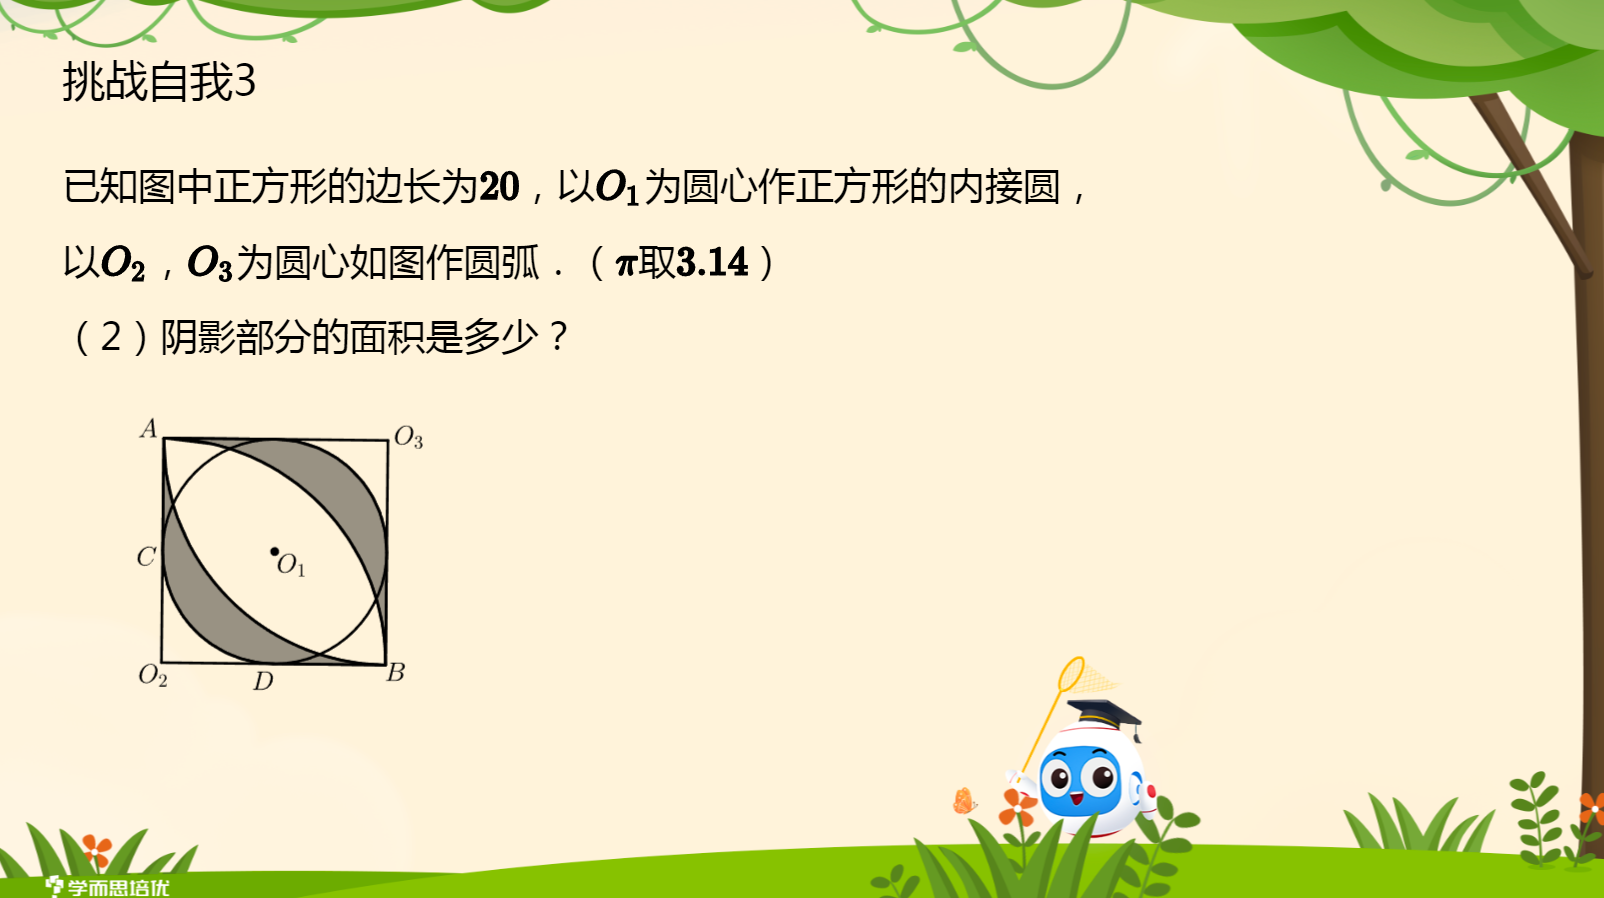 挑战自我3
已知图中正方形的边长为20，以O₁为圆心作正方形的内接圆，
以O₂，O₃为圆心如图作圆弧．（π取3.14）
（2）阴影部分的面积是多少？
A
O₃
C
O₁
O₂
D
B
学而思培优